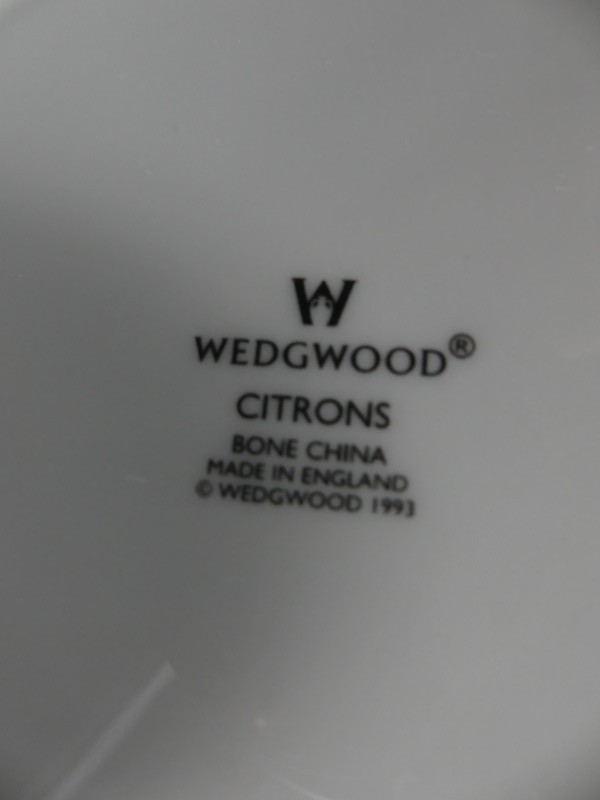 W
WEDGWOOD®
CITRONS
BONE CHINA
MADE IN ENGLAND
© WEDGWOOD 1993